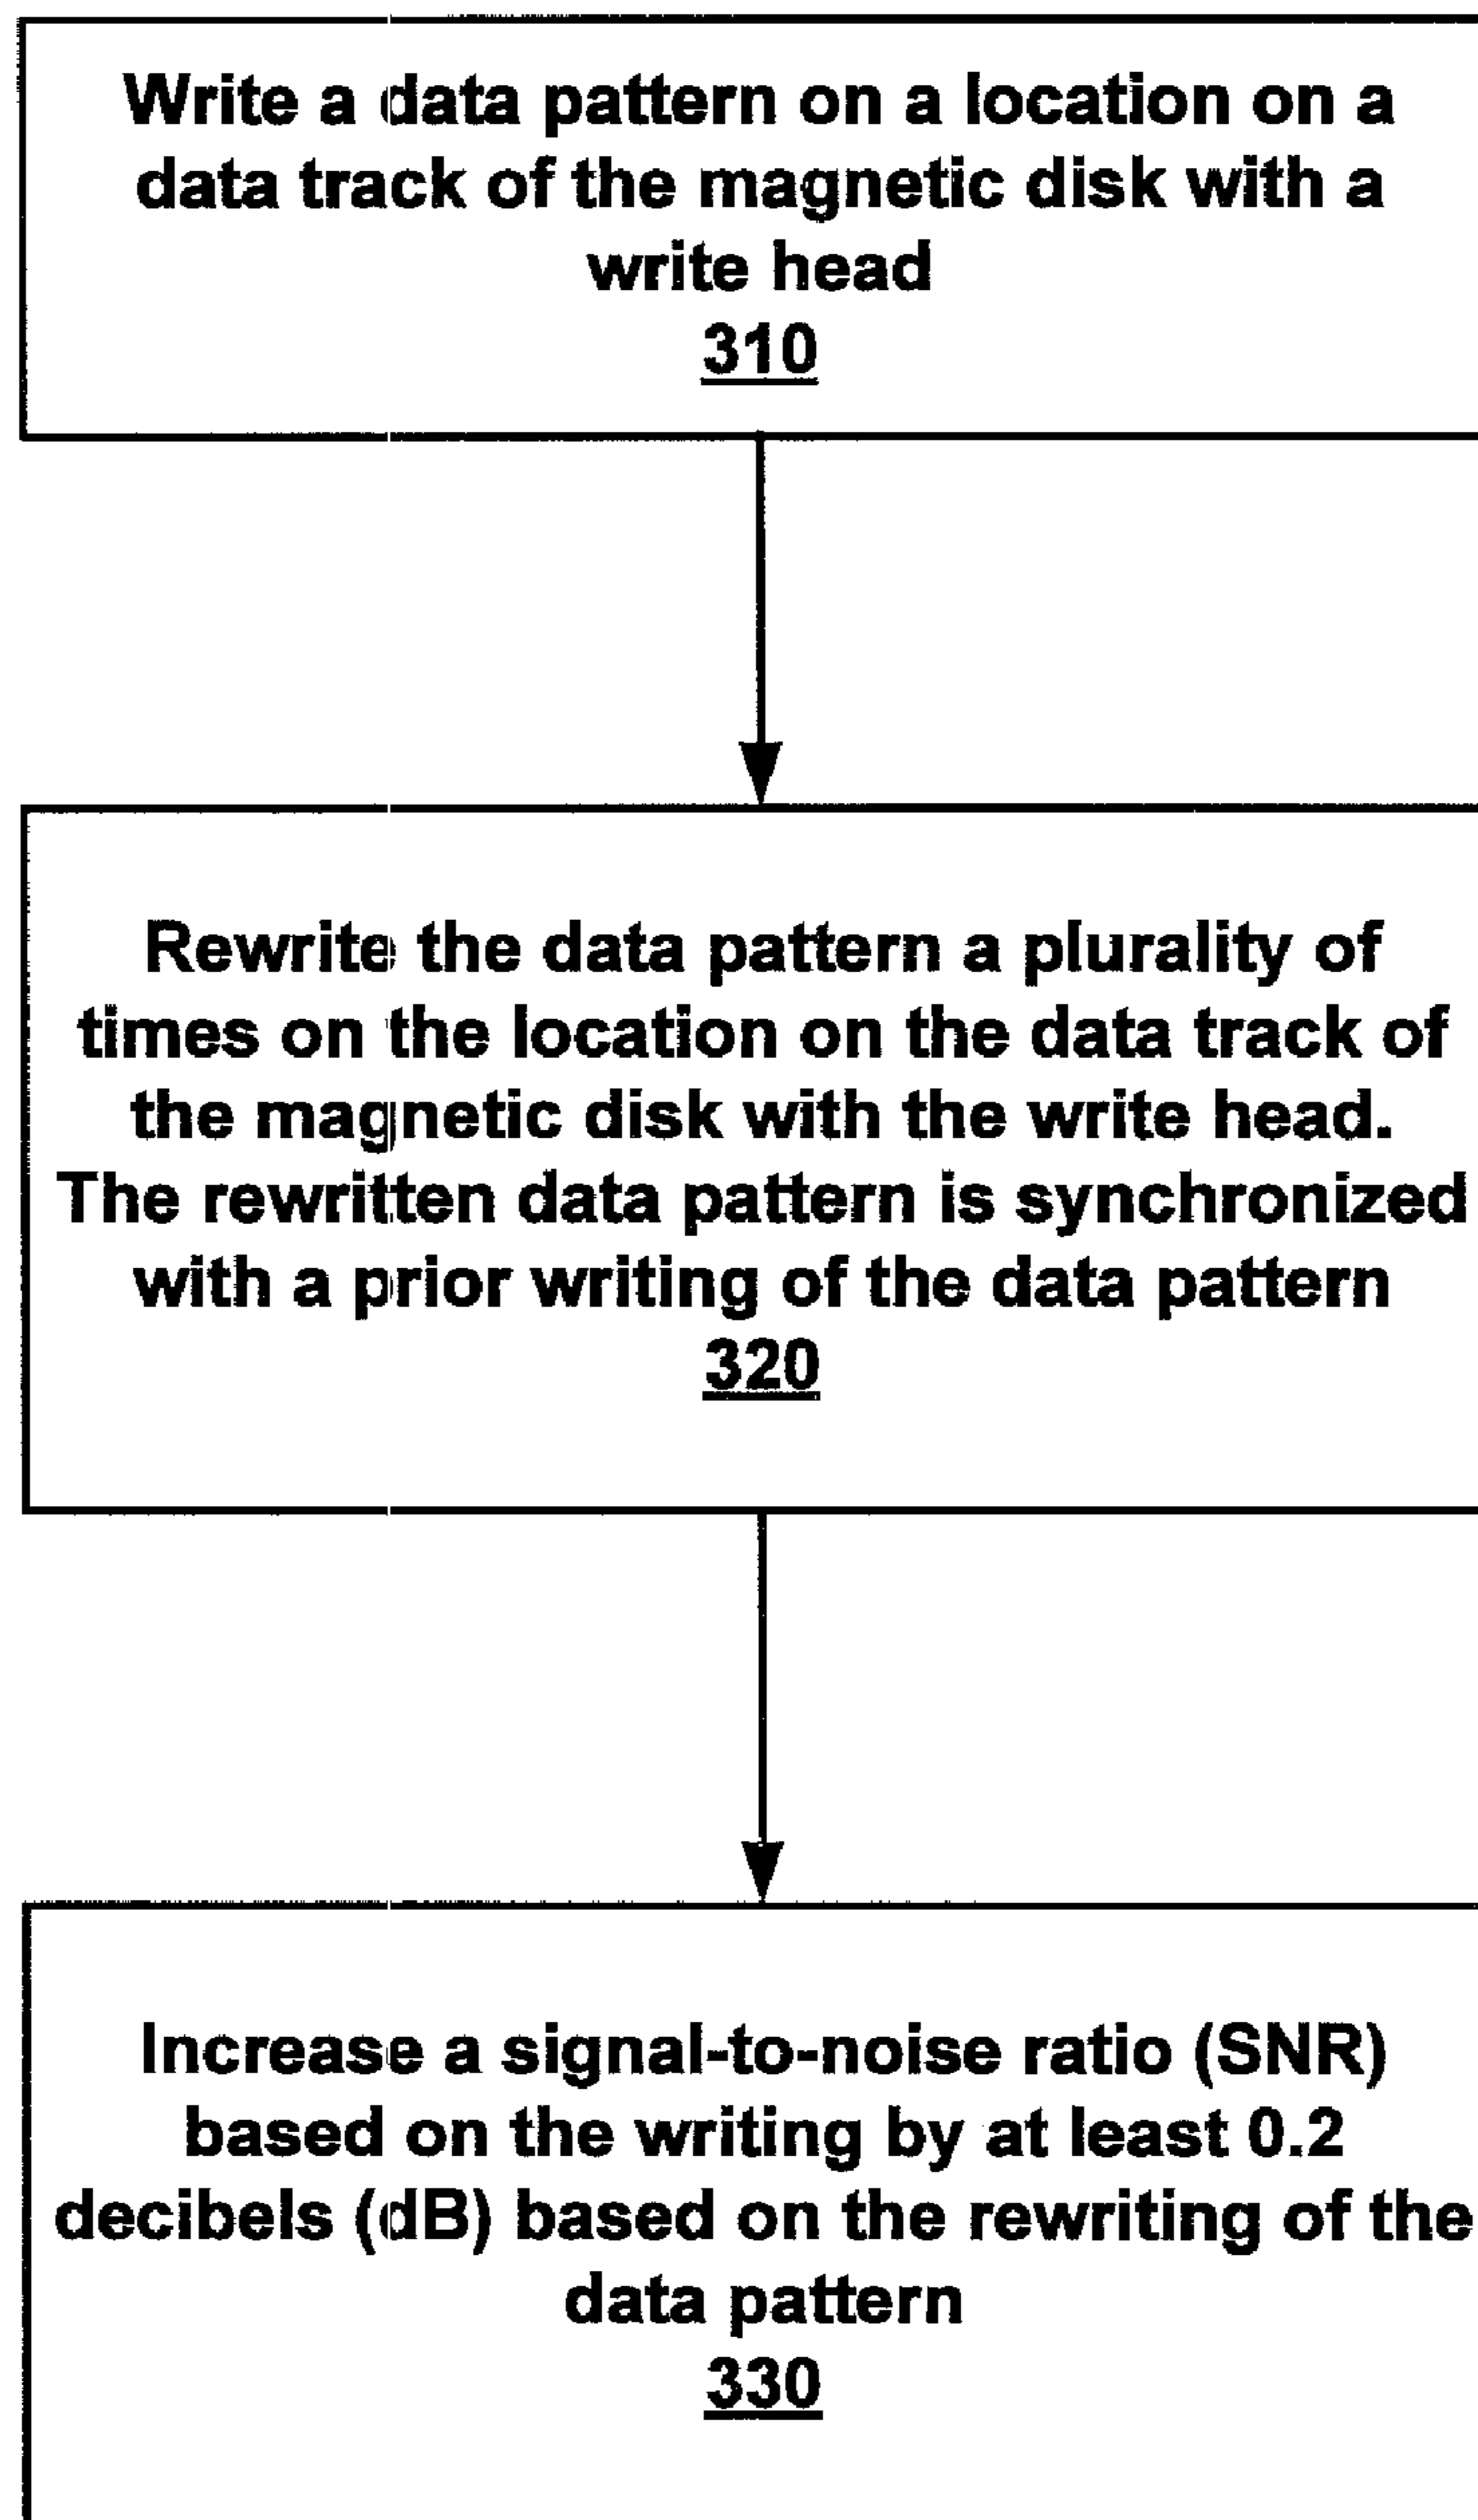 Write a data pattern on a location on a
data track of the magnetic disk with a
write head
310
Rewrite the data pattern a plurality of
times on the location on the data track of
the magnetic disk with the write head.
The rewritten data pattern is synchronized
with a prior writing of the data pattern
320
Increase a signal-to-noise ratio (SNR)
based on the writing by at least 0.2
decibels (dB) based on the rewriting of the
data pattern
330